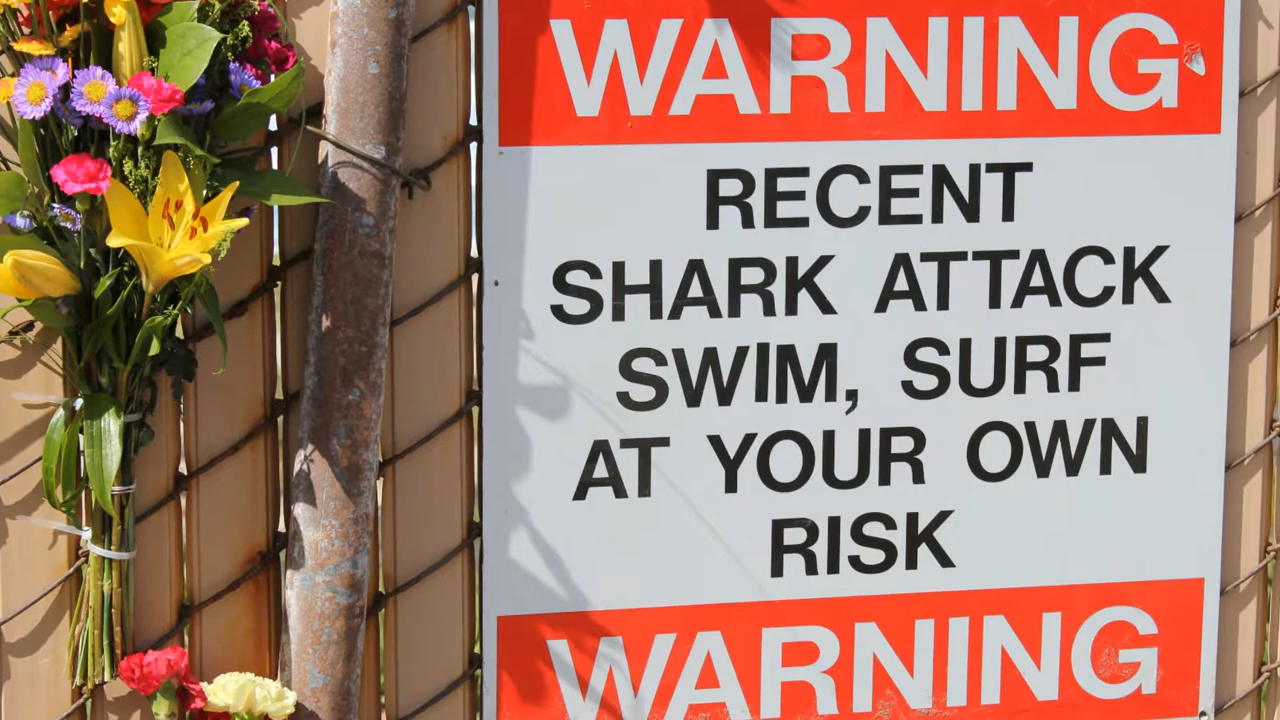 WARNING
RECENT
SHARK ATTACK
SWIM, SURF
AT YOUR OWN
RISK
WARNING